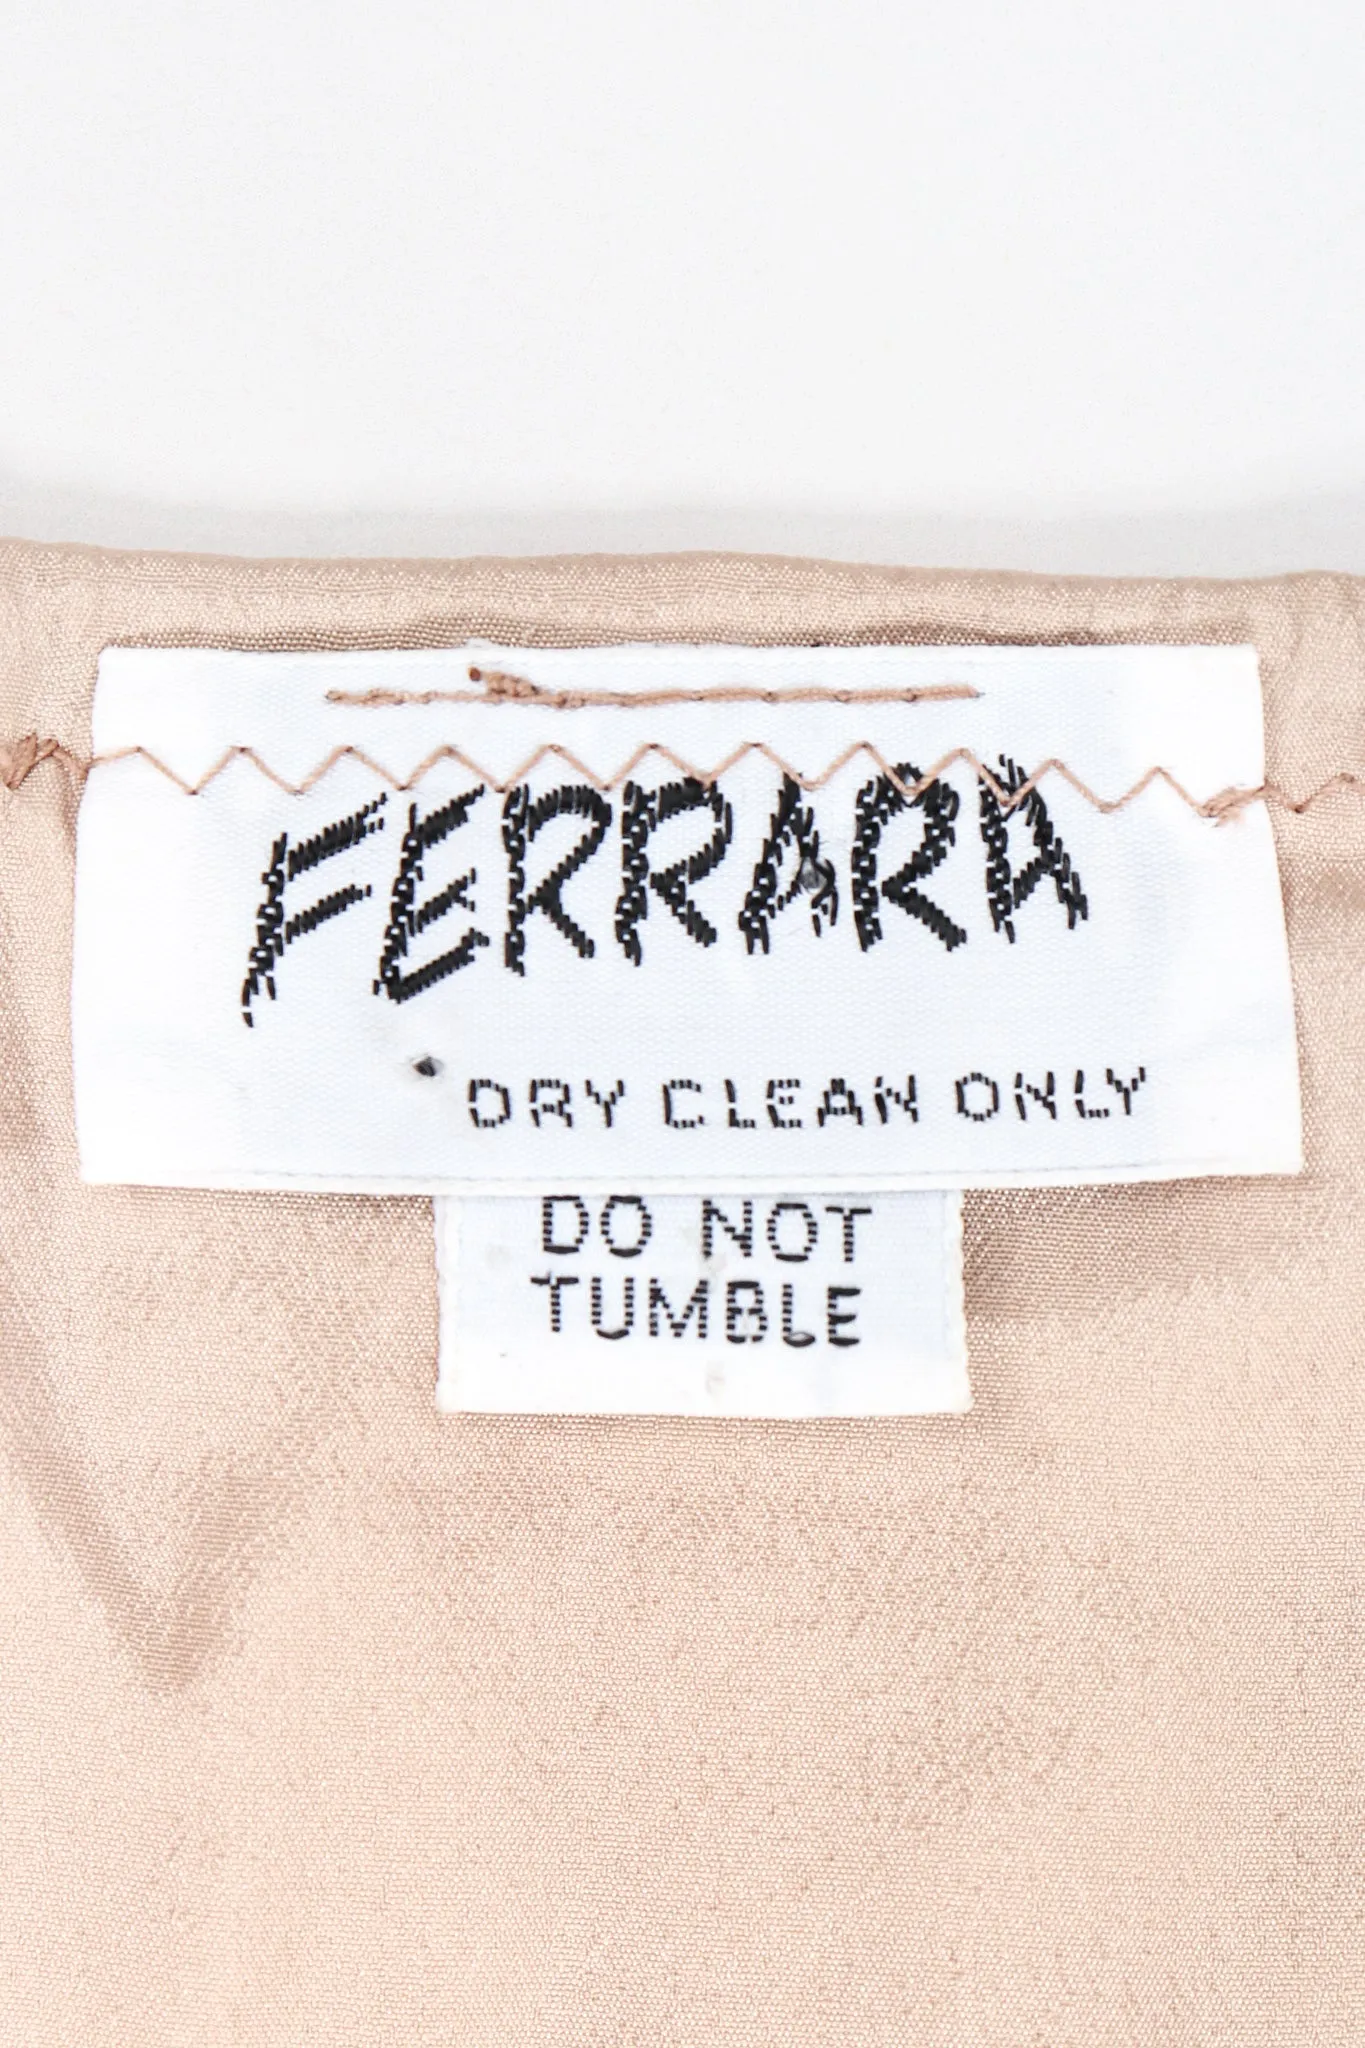 FERRARA
DRY CLEAN ONLY
DO NOT
TUMBLE